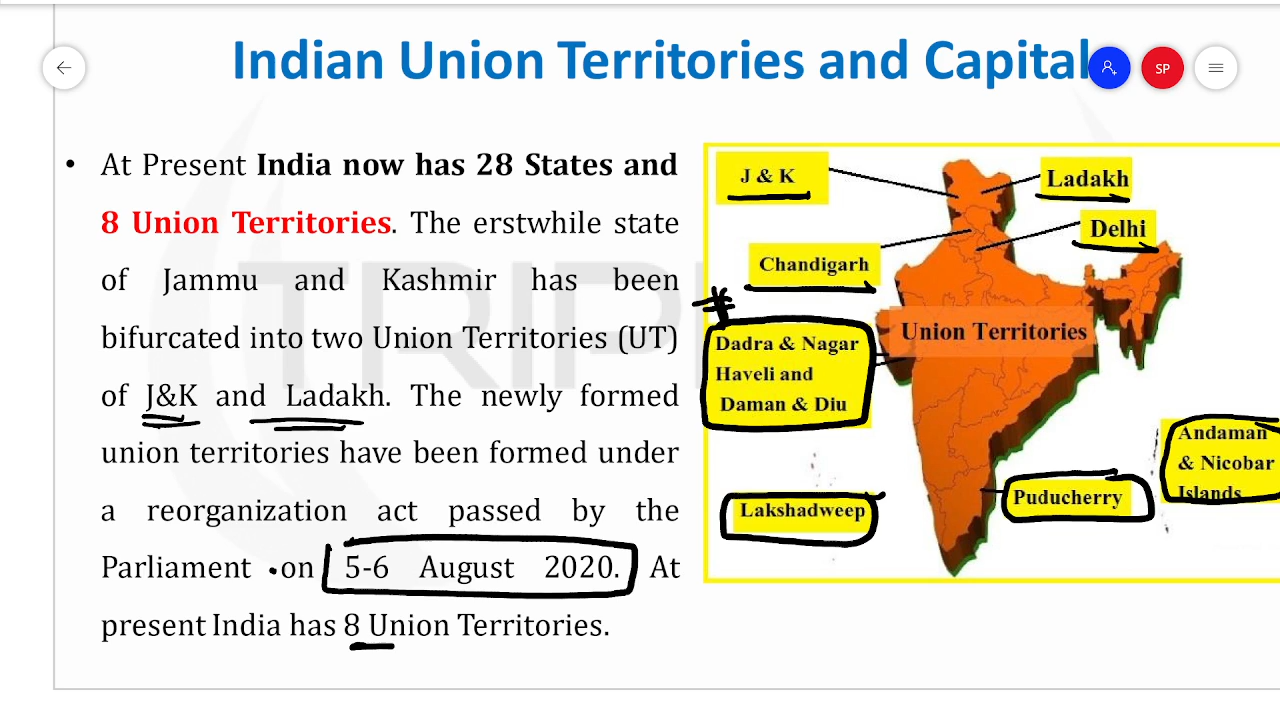 Indian Union Territories and Capital
SP
• At Present India now has 28 States and
8 Union Territories. The erstwhile state
of Jammu and Kashmir has been
bifurcated into two Union Territories (UT)
of J&K and Ladakh. The newly formed
union territories have been formed under
a reorganization act passed by the
Parliament on 5-6 August 2020. At
present India has 8 Union Territories.
J & K
Ladakh
Delhi
Chandigarh
Union Territories
Dadra & Nagar
Haveli and
Daman & Diu
Andaman
& Nicobar
Islands
Puducherry
Lakshadweep